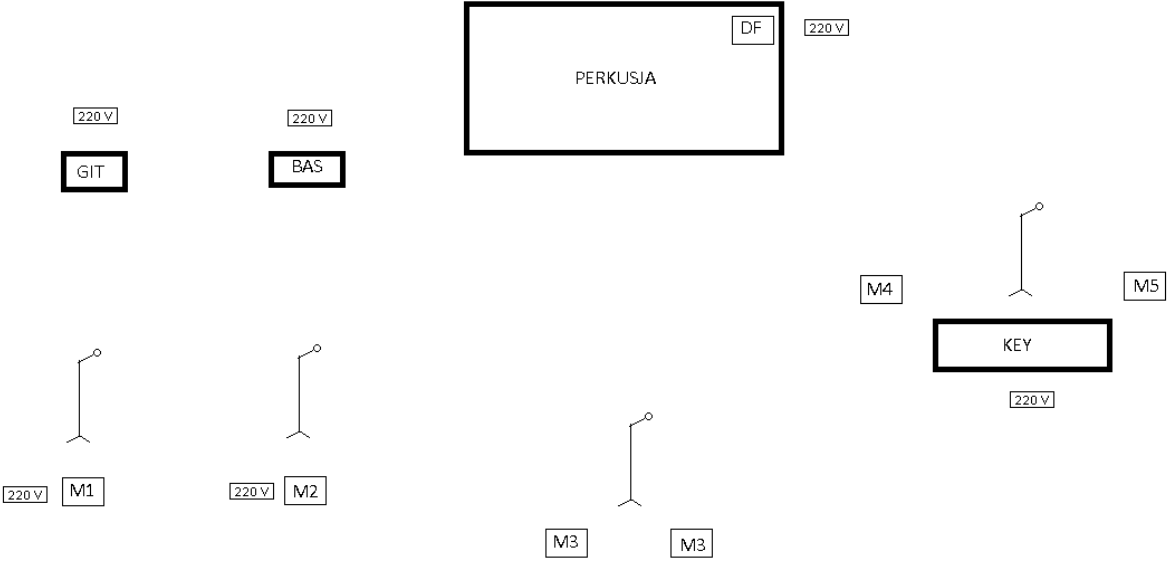 DF
220 V
PERKUSJA
220 V
220 V
GIT
BAS
M4
M5
KEY
220 V
220 V
M1
220 V
M2
M3
M3